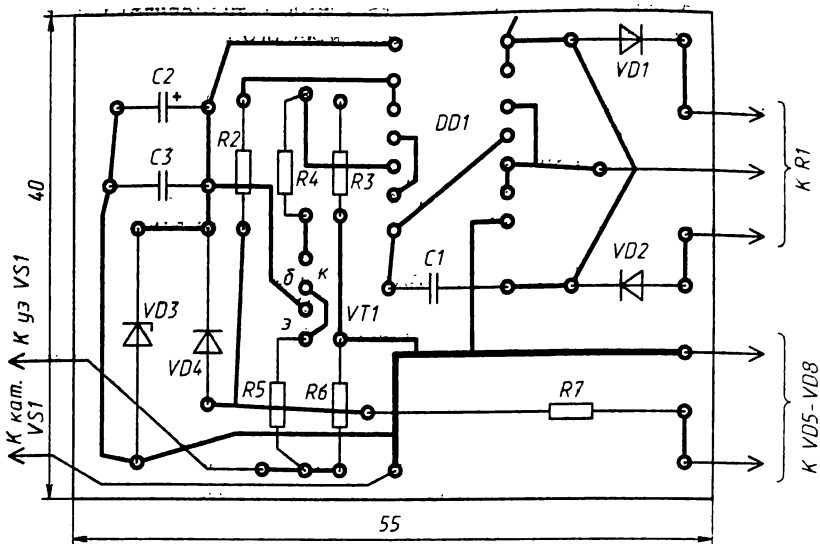 C2
+
VD1
DD1
R2
R4
R3
C3
К R1
40
VD2
C1
б
к
VD3
э
VT1
VD4
К уэ VS1
R5
R6
R7
К кат.
VS1
К VD5-VD8
55